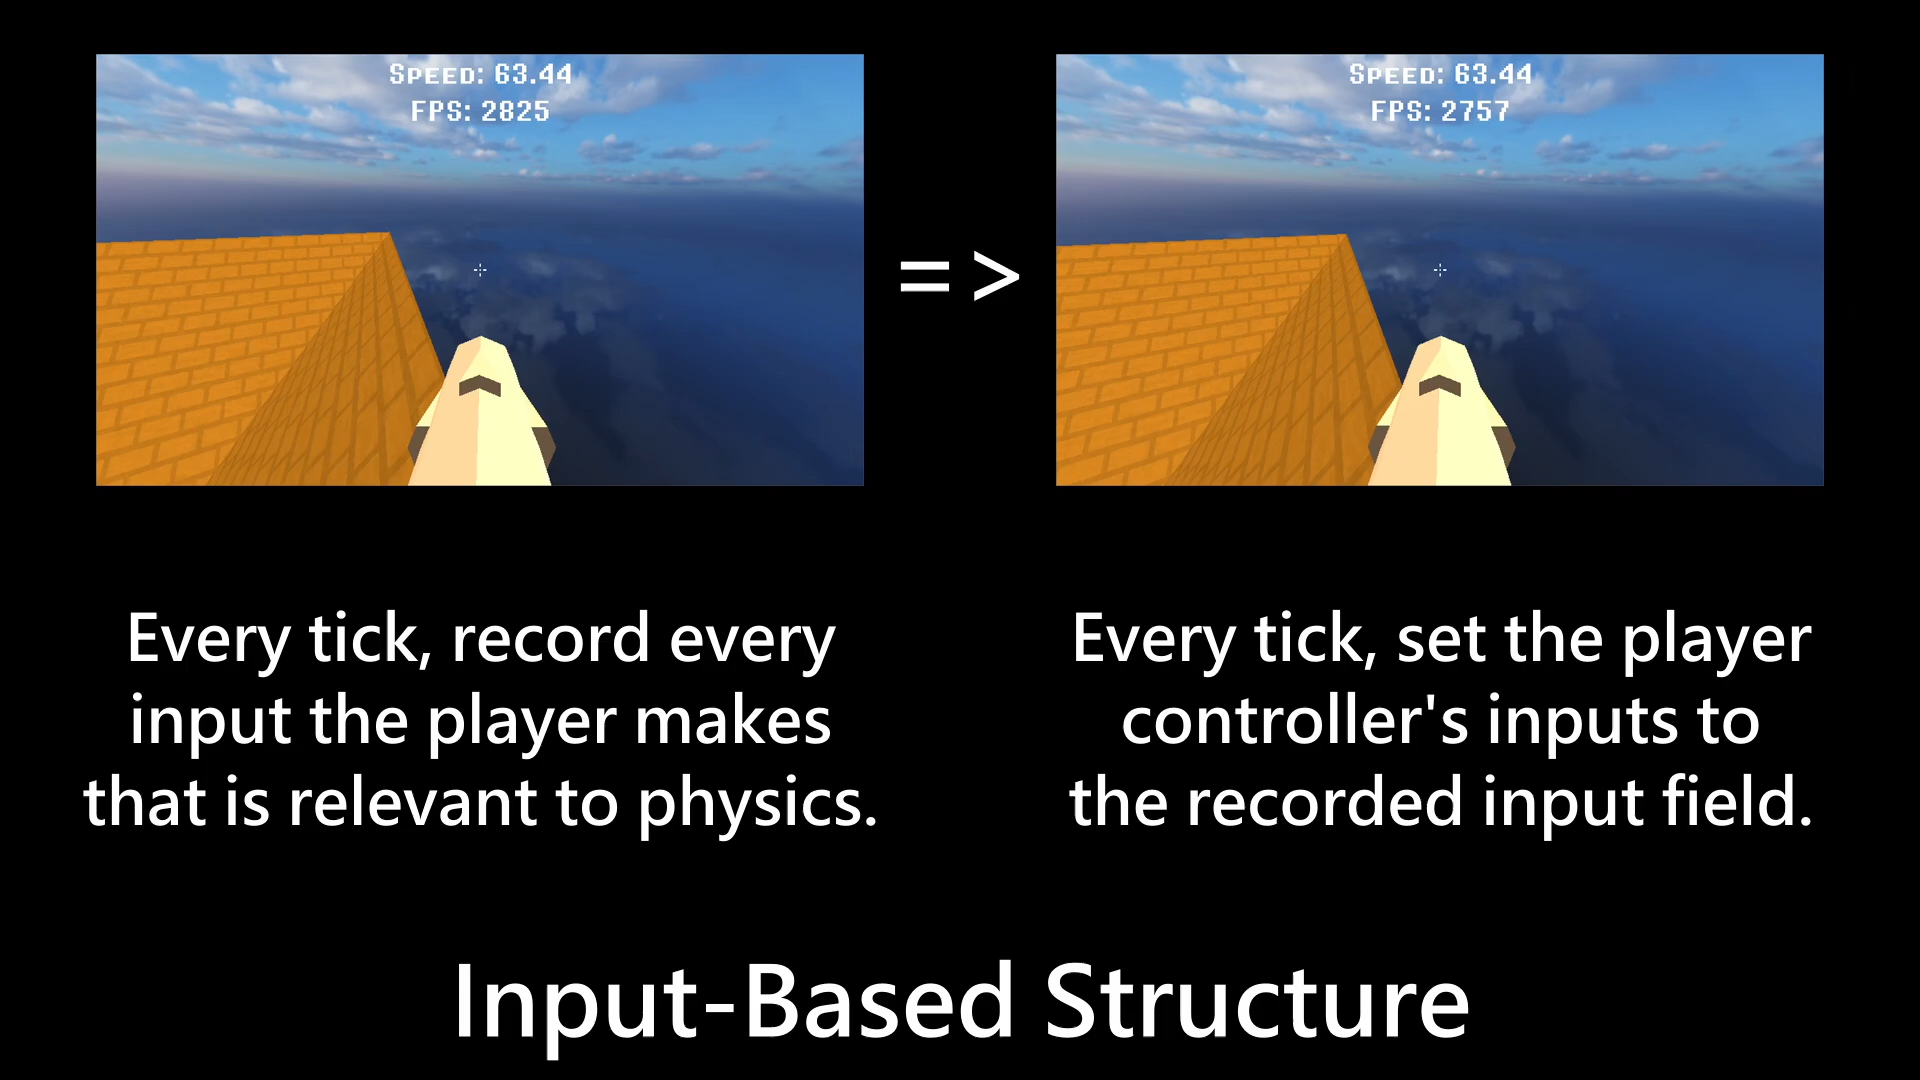 SPEED: 63.44
FPS: 2825
=>
SPEED: 63.44
FPS: 2757
Every tick, record every
input the player makes
that is relevant to physics.
Every tick, set the player
controller's inputs to
the recorded input field.
Input-Based Structure